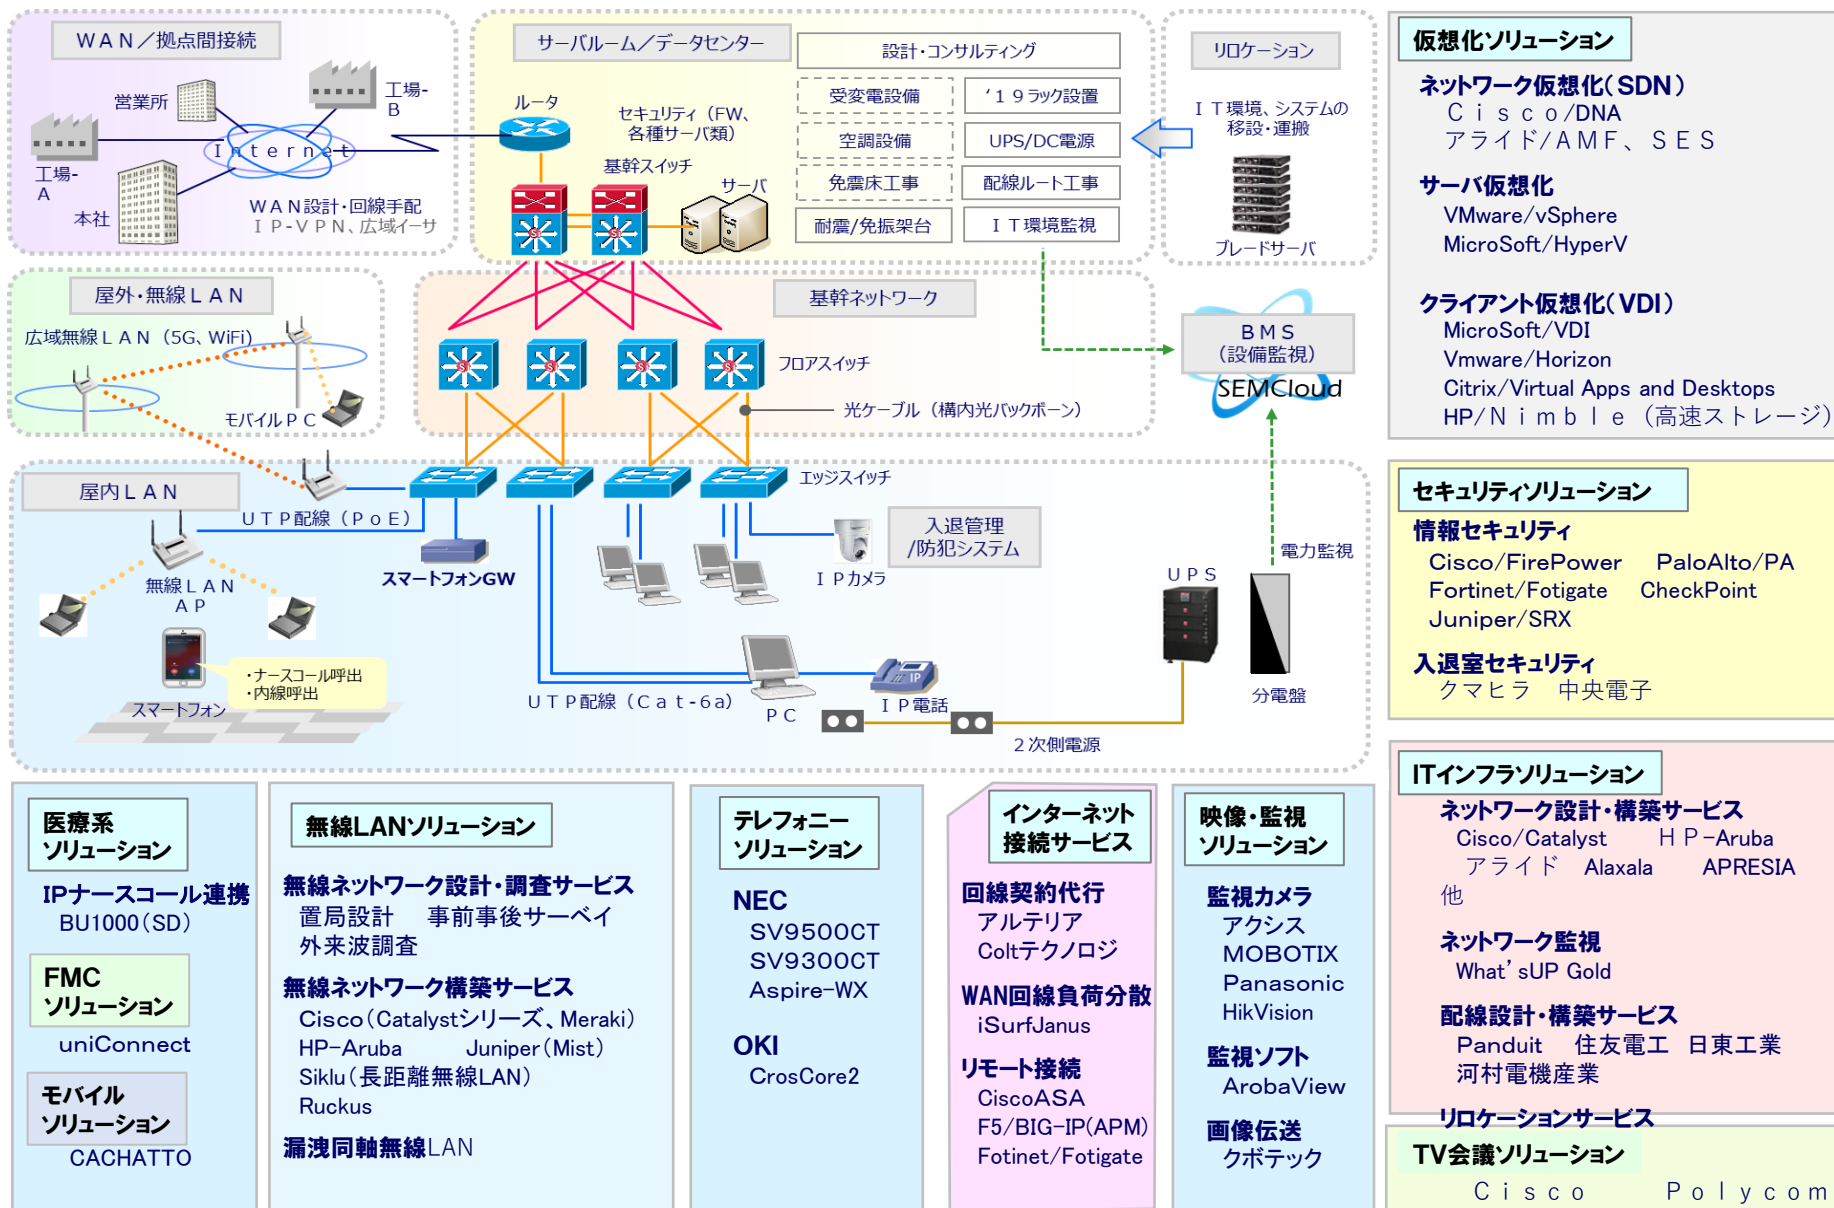 ＷＡＮ／拠点間接続
営業所
工場-
B
Ｉｎｔｅｒｎｅｔ
工場-
A
本社
ＷＡＮ設計・回線手配
ＩＰ-ＶＰＮ、広域イーサ
サーバルーム／データセンター
ルータ
セキュリティ（FW、
各種サーバ類）
基幹スイッチ
サーバ
設計・コンサルティング
受変電設備
‘１９ラック設置
空調設備
UPS/DC電源
免震床工事
配線ルート工事
耐震/免振架台
ＩＴ環境監視
リロケーション
ＩＴ環境、システムの
移設・運搬
ブレードサーバ
屋外・無線ＬＡＮ
広域無線ＬＡＮ（5G、WiFi)
モバイルＰＣ
基幹ネットワーク
フロアスイッチ
光ケーブル（構内光バックボーン）
ＢＭＳ
（設備監視）
SEMCloud
屋内ＬＡＮ
エッジスイッチ
ＵＴＰ配線（ＰｏＥ）
スマートフォンGW
無線ＬＡＮ
ＡＰ
入退管理
/防犯システム
ＩＰカメラ
電力監視
ＵＰＳ
分電盤
・ナースコール呼出
・内線呼出
スマートフォン
ＵＴＰ配線（Ｃａｔ-６a）
ＰＣ
IP
ＩＰ電話
２次側電源
仮想化ソリューション
ネットワーク仮想化（SDN）
Ｃｉｓｃｏ/DNA
アライド/ＡＭＦ、ＳＥＳ
サーバ仮想化
VMware/vSphere
MicroSoft/HyperV
クライアント仮想化（VDI）
MicroSoft/VDI
Vmware/Horizon
Citrix/Virtual Apps and Desktops
HP/Ｎｉｍｂｌｅ（高速ストレージ）
セキュリティソリューション
情報セキュリティ
Cisco/FirePower PaloAlto/PA
Fortinet/Fotigate CheckPoint
Juniper/SRX
入退室セキュリティ
クマヒラ 中央電子
ITインフラソリューション
ネットワーク設計・構築サービス
Cisco/Catalyst ＨＰ-Aruba
アライド Alaxala APRESIA
他
ネットワーク監視
What’sUP Gold
配線設計・構築サービス
Panduit 住友電工 日東工業
河村電機産業
リロケーションサービス
TV会議ソリューション
Ｃｉｓｃｏ Ｐｏｌｙｃｏｍ
医療系
ソリューション
IPナースコール連携
BU1000（SD）
FMC
ソリューション
uniConnect
モバイル
ソリューション
CACHATTO
無線LANソリューション
無線ネットワーク設計・調査サービス
置局設計 事前事後サーベイ
外来波調査
無線ネットワーク構築サービス
Cisco（Catalystシリーズ、Meraki）
HP-Aruba Juniper（Mist）
Siklu（長距離無線LAN）
Ruckus
漏洩同軸無線LAN
テレフォニー
ソリューション
NEC
SV9500CT
SV9300CT
Aspire-WX
OKI
CrosCore2
インターネット
接続サービス
回線契約代行
アルテリア
Coltテクノロジ
WAN回線負荷分散
iSurfJanus
リモート接続
CiscoASA
F5/BIG-IP(APM)
Fotinet/Fotigate
映像・監視
ソリューション
監視カメラ
アクシス
MOBOTIX
Panasonic
HikVision
監視ソフト
ArobaView
画像伝送
クボテック